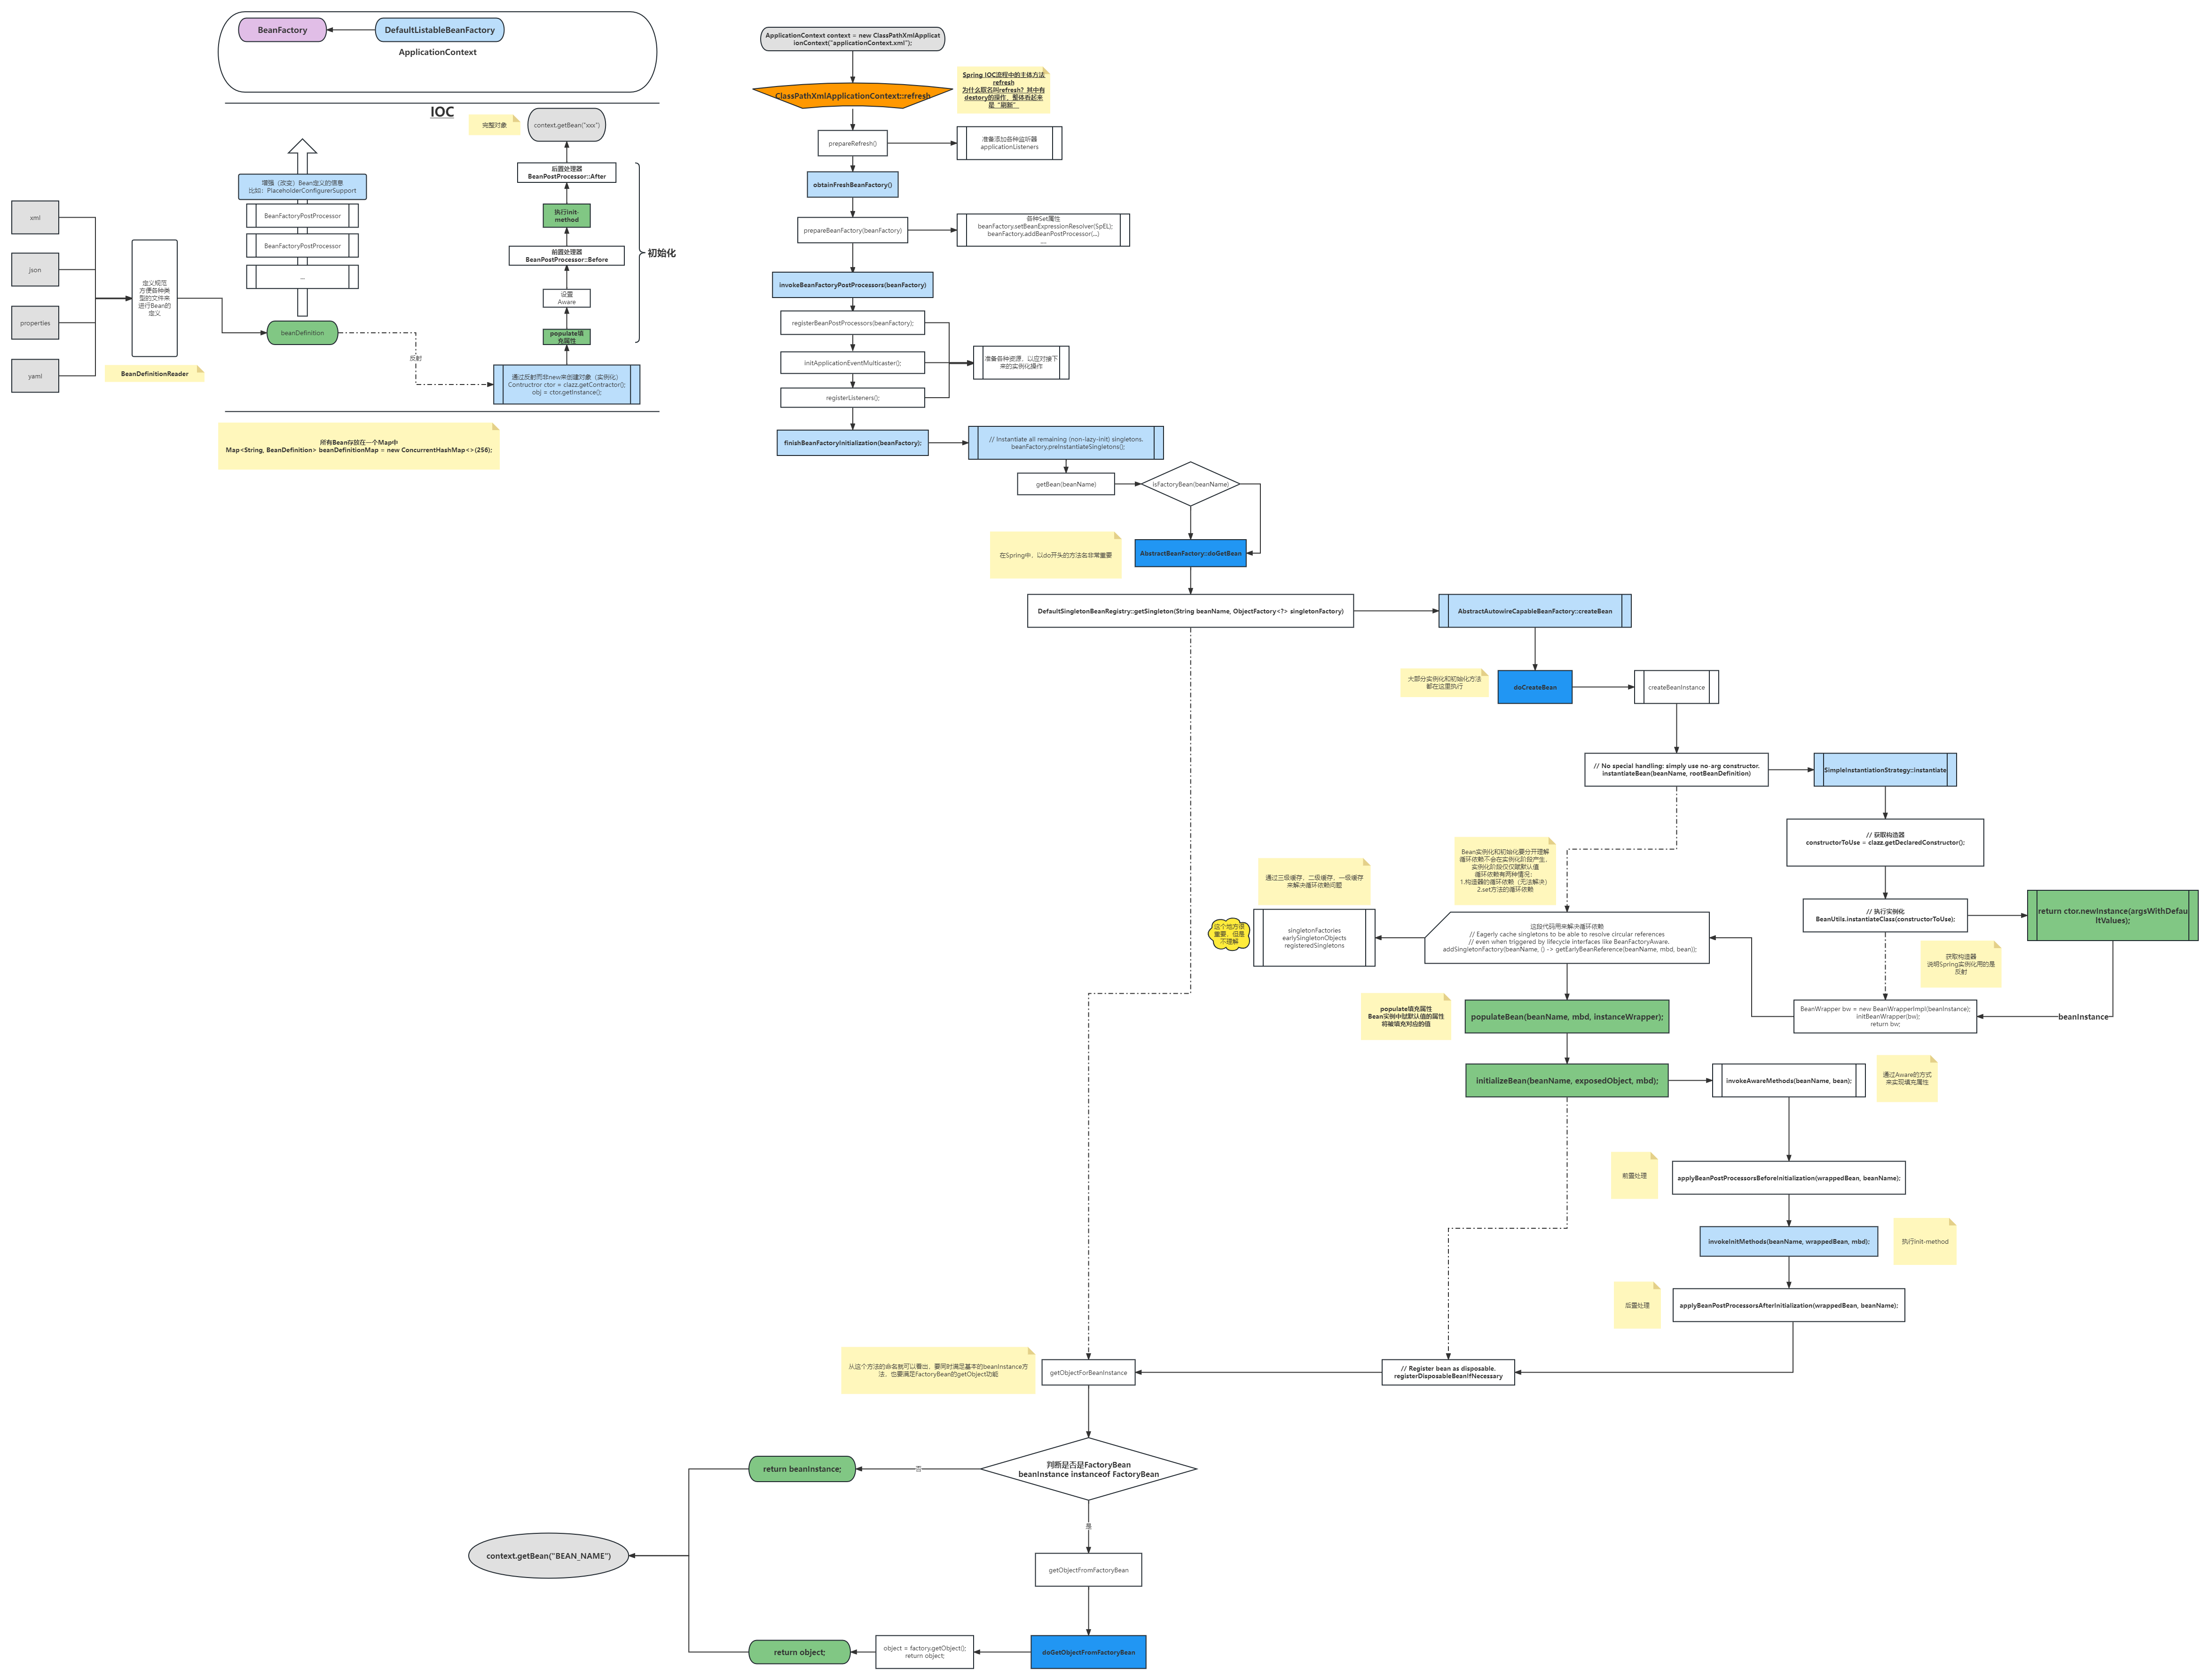 BeanFactory
DefaultListableBeanFactory
ApplicationContext
IOC
完整对象
context.getBean("xxx")
后置处理器
BeanPostProcessor::After
执行init-
method
前置处理器
BeanPostProcessor::Before
设置
Aware
populate填
充属性
初始化
增强（改变）Bean定义的信息
比如：PlaceholderConfigurerSupport
BeanFactoryPostProcessor
BeanFactoryPostProcessor
...
xml
json
properties
yaml
定义规范
方便各种类
型的文件来
进行Bean的
定义
BeanDefinitionReader
beanDefinition
反射
通过反射而非new来创建对象（实例化）
Contructror ctor = clazz.getContractor();
obj = ctor.getInstance();
所有Bean存放在一个Map中
Map<String, BeanDefinition> beanDefinitionMap = new ConcurrentHashMap<>(256);
ApplicationContext context = new ClassPathXmlApplicat
ionContext("applicationContext.xml");
ClassPathXmlApplicationContext::refresh
Spring IOC流程中的主体方法
refresh
为什么取名叫refresh？其中有
destory的操作，整体看起来
是“刷新”
prepareRefresh()
准备添加各种监听器
applicationListeners
obtainFreshBeanFactory()
prepareBeanFactory(beanFactory)
各种Set属性
beanFactory.setBeanExpressionResolver(SpEL);
beanFactory.addBeanPostProcessor(...)
....
invokeBeanFactoryPostProcessors(beanFactory)
registerBeanPostProcessors(beanFactory);
initApplicationEventMulticaster();
registerListeners();
准备各种资源，以应对接下
来的实例化操作
finishBeanFactoryInitialization(beanFactory);
// Instantiate all remaining (non-lazy-init) singletons.
beanFactory.preInstantiateSingletons();
getBean(beanName)
isFactoryBean(beanName)
在Spring中，以do开头的方法名非常重要
AbstractBeanFactory::doGetBean
DefaultSingletonBeanRegistry::getSingleton(String beanName, ObjectFactory<?> singletonFactory)
AbstractAutowireCapableBeanFactory::createBean
大部分实例化和初始化方法
都在这里执行
doCreateBean
createBeanInstance
// No special handling: simply use no-arg constructor.
instantiateBean(beanName, rootBeanDefinition)
SimpleInstantiationStrategy::instantiate
// 获取构造器
constructorToUse = clazz.getDeclaredConstructor();
// 执行实例化
BeanUtils.instantiateClass(constructorToUse);
return ctor.newInstance(argsWithDefau
ltValues);
获取构造器
说明Spring实例化用的是
反射
BeanWrapper bw = new BeanWrapperImpl(beanInstance);
initBeanWrapper(bw);
return bw;
beanInstance
Bean实例化和初始化要分开理解
循环依赖不会在实例化阶段产生，
实例化阶段仅仅赋默认值
循环依赖有两种情况：
1.构造器的循环依赖（无法解决）
2.set方法的循环依赖
通过三级缓存，二级缓存，一级缓存
来解决循环依赖问题
这个地方很
重要，但是
不理解
singletonFactories
earlySingletonObjects
registeredSingletons
这段代码用来解决循环依赖
// Eagerly cache singletons to be able to resolve circular references
// even when triggered by lifecycle interfaces like BeanFactoryAware.
addSingletonFactory(beanName, () -> getEarlyBeanReference(beanName, mbd, bean));
populate填充属性
Bean实例中赋默认值的属性
将被填充对应的值
populateBean(beanName, mbd, instanceWrapper);
initializeBean(beanName, exposedObject, mbd);
invokeAwareMethods(beanName, bean);
通过Aware的方式
来实现填充属性
前置处理
applyBeanPostProcessorsBeforeInitialization(wrappedBean, beanName);
invokeInitMethods(beanName, wrappedBean, mbd);
执行init-method
后置处理
applyBeanPostProcessorsAfterInitialization(wrappedBean, beanName);
从这个方法的命名就可以看出，要同时满足基本的beanInstance方
法，也要满足FactoryBean的getObject功能
getObjectForBeanInstance
// Register bean as disposable.
registerDisposableBeanIfNecessary
判断是否是FactoryBean
beanInstance instanceof FactoryBean
否
return beanInstance;
是
context.getBean("BEAN_NAME")
getObjectFromFactoryBean
doGetObjectFromFactoryBean
object = factory.getObject();
return object;
return object;